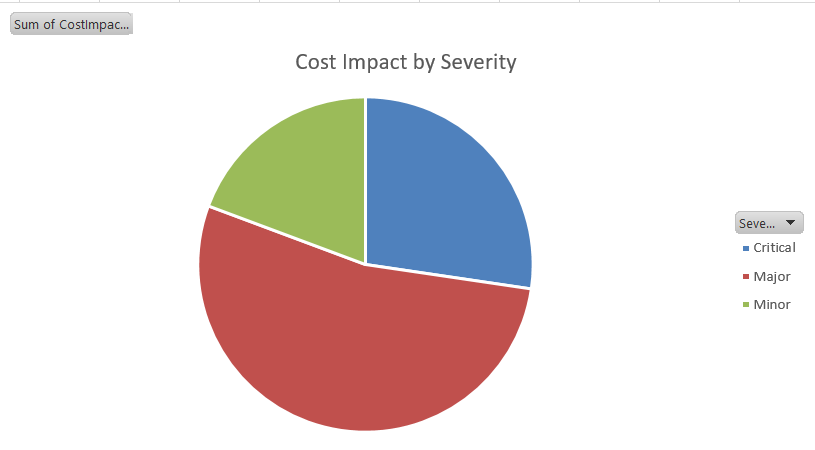 Sum of CostImpac...
Cost Impact by Severity
Seve...
Critical
Major
Minor